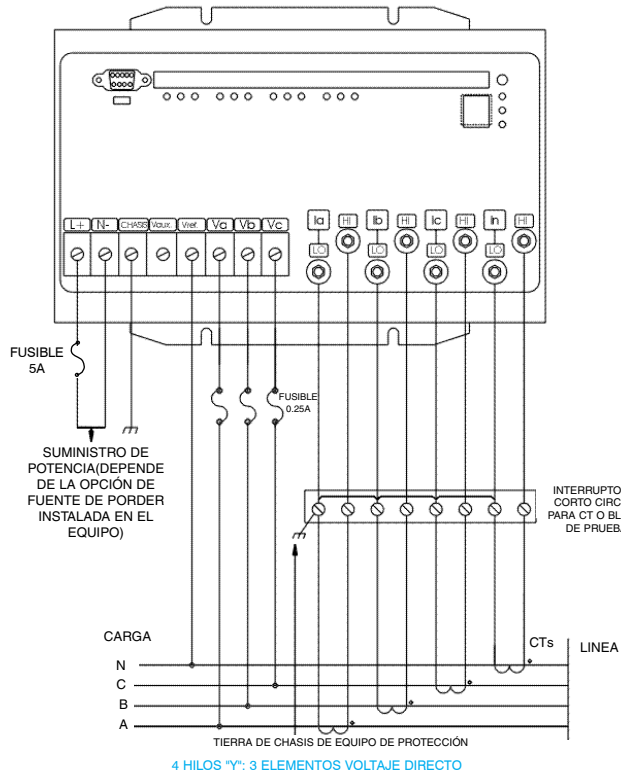 L+ N- CHASIS Vaux. Vref. Va Vb Vc
Ia HI Ib HI Ic HI In HI
LO LO LO LO
FUSIBLE
5A
FUSIBLE
0.25A
SUMINISTRO DE
POTENCIA(DEPENDE
DE LA OPCIÓN DE
FUENTE DE PORDER
INSTALADA EN EL
EQUIPO)
INTERRUPTO
CORTO CIRC
PARA CT O BL
DE PRUEB
CARGA
CTs
LINEA
N
C
B
A
TIERRA DE CHASIS DE EQUIPO DE PROTECCIÓN
4 HILOS "Y": 3 ELEMENTOS VOLTAJE DIRECTO